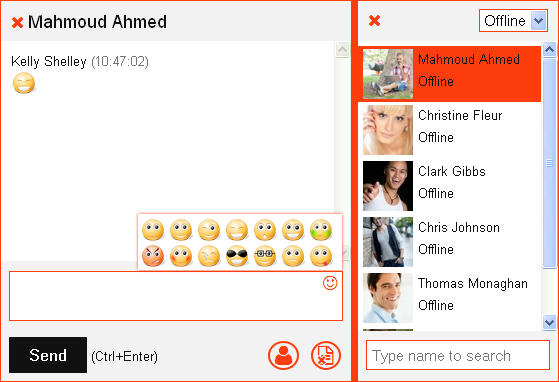 Mahmoud Ahmed
Kelly Shelley (10:47:02)
Send (Ctrl+Enter)
Offline
Mahmoud Ahmed
Offline
Christine Fleur
Offline
Clark Gibbs
Offline
Chris Johnson
Offline
Thomas Monaghan
Offline
Type name to search